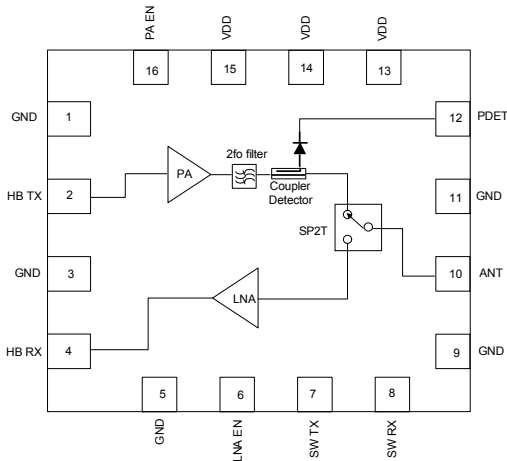 PA EN
VDD
VDD
VDD
16
15
14
13
GND
1
12
PDET
2fo filter
PA
Coupler
Detector
HB TX
2
11
GND
SP2T
GND
3
10
ANT
LNA
HB RX
4
9
GND
5
6
7
8
GND
LNA EN
SW TX
SW RX